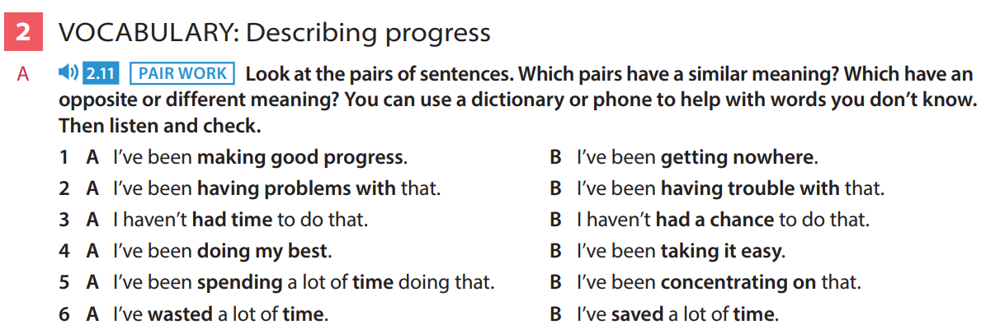 2 VOCABULARY: Describing progress
A 2.11 PAIR WORK Look at the pairs of sentences. Which pairs have a similar meaning? Which have an
opposite or different meaning? You can use a dictionary or phone to help with words you don’t know.
Then listen and check.
1 A I’ve been making good progress. B I’ve been getting nowhere.
2 A I’ve been having problems with that. B I’ve been having trouble with that.
3 A I haven’t had time to do that. B I haven’t had a chance to do that.
4 A I’ve been doing my best. B I’ve been taking it easy.
5 A I’ve been spending a lot of time doing that. B I’ve been concentrating on that.
6 A I’ve wasted a lot of time. B I’ve saved a lot of time.